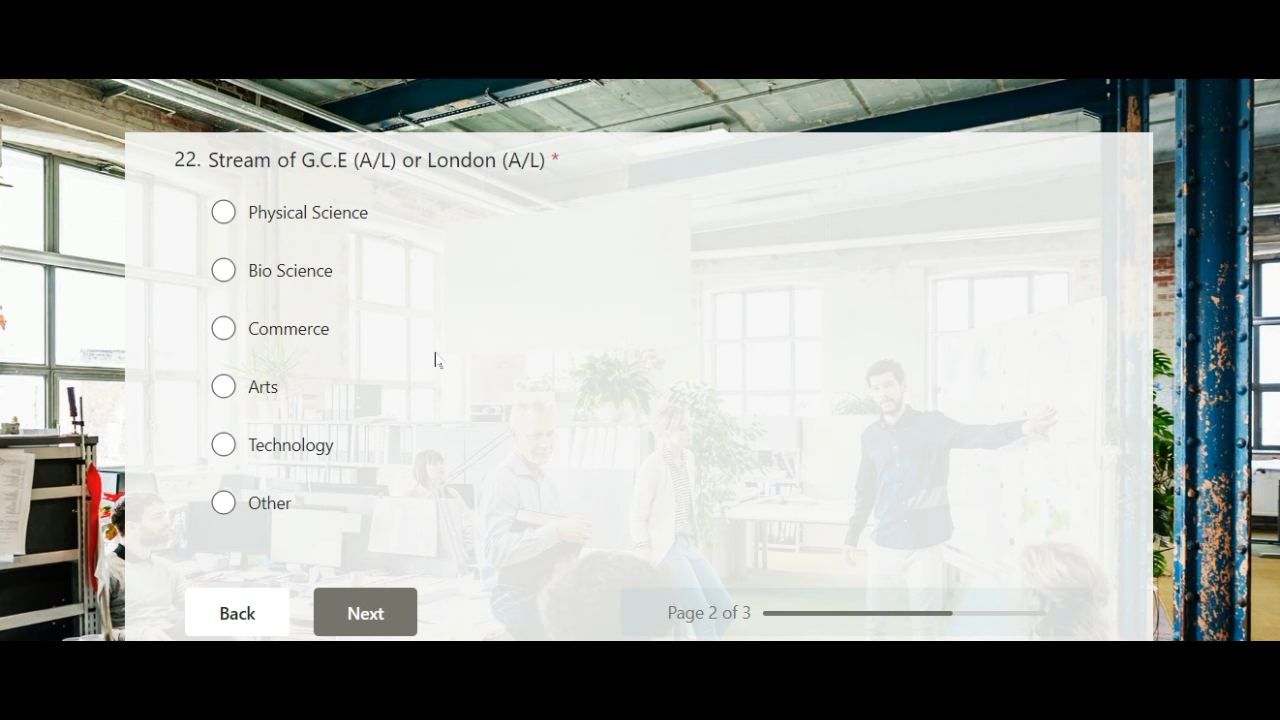 22. Stream of G.C.E (A/L) or London (A/L) *
Physical Science
Bio Science
Commerce
Arts
Technology
Other
Back
Next
Page 2 of 3